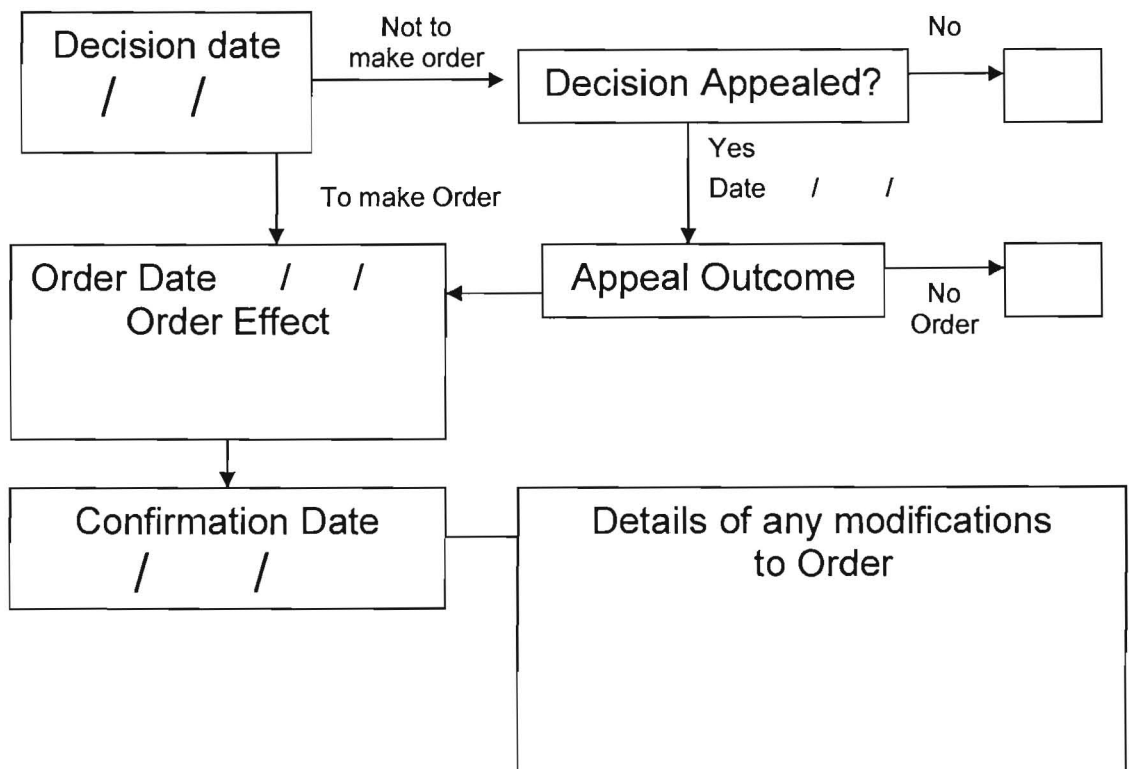 Decision date
/ /
Not to
make order
Decision Appealed?
No
Yes
Date / /
To make Order
Order Date / /
Order Effect
Appeal Outcome
No
Order
Confirmation Date
/ /
Details of any modifications
to Order